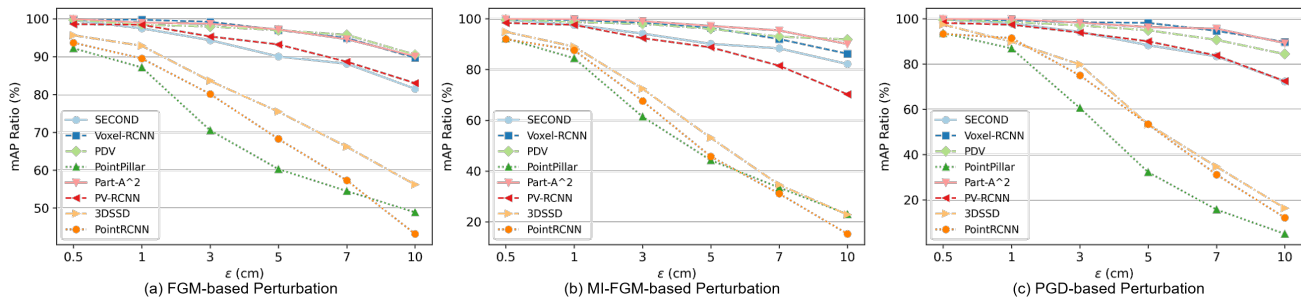 mAP Ratio (%)
100
90
80
70
60
50
SECOND
Voxel-RCNN
PDV
PointPillar
Part-A^2
PV-RCNN
3DSSD
PointRCNN
0.5 1 3 5 7 10
ε (cm)
(a) FGM-based Perturbation
mAP Ratio (%)
100
80
60
40
20
SECOND
Voxel-RCNN
PDV
PointPillar
Part-A^2
PV-RCNN
3DSSD
PointRCNN
0.5 1 3 5 7 10
ε (cm)
(b) MI-FGM-based Perturbation
mAP Ratio (%)
100
80
60
40
20
SECOND
Voxel-RCNN
PDV
PointPillar
Part-A^2
PV-RCNN
3DSSD
PointRCNN
0.5 1 3 5 7 10
ε (cm)
(c) PGD-based Perturbation